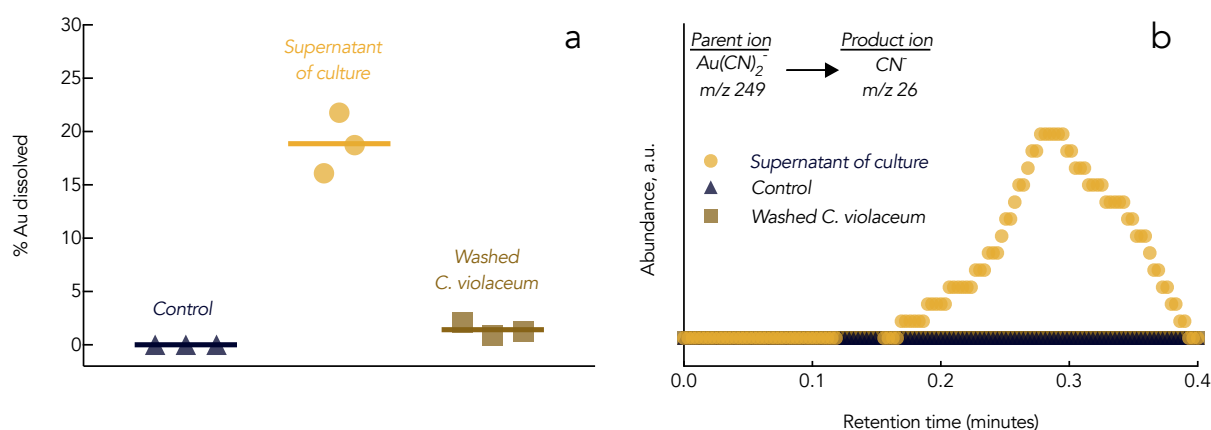 a
30
25
20
15
10
5
0
% Au dissolved
Supernatant
of culture
Control
Washed
C. violaceum
b
Parent ion Product ion
Au(CN)₂⁻ CN⁻
m/z 249 m/z 26
Supernatant of culture
Control
Washed C. violaceum
Abundance, a.u.
0.0 0.1 0.2 0.3 0.4
Retention time (minutes)